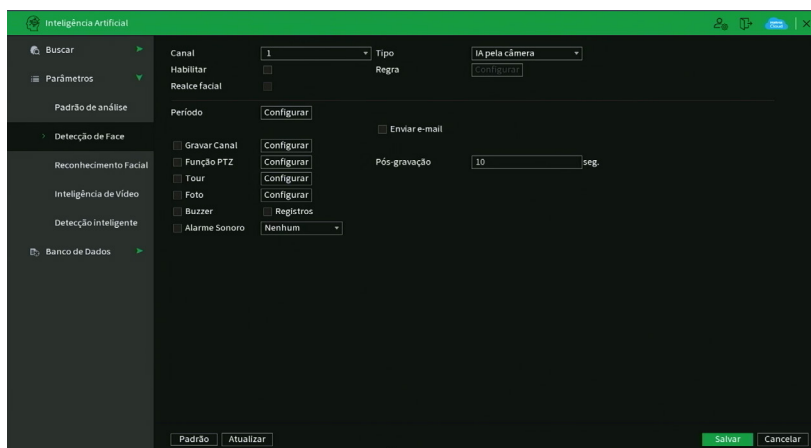 Inteligência Artificial
Buscar
Parâmetros
Padrão de análise
Detecção de Face
Reconhecimento Facial
Inteligência de Vídeo
Detecção inteligente
Banco de Dados
Canal 1 Tipo IA pela câmera
Habilitar Regra Configurar
Realce facial
Período Configurar
Enviar e-mail
Gravar Canal Configurar
Função PTZ Configurar Pós-gravação 10 seg.
Tour Configurar
Foto Configurar
Buzzer Registros
Alarme Sonoro Nenhum
Padrão Atualizar Salvar Cancelar